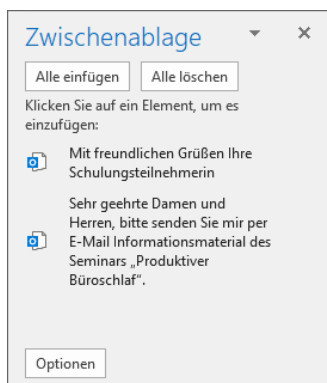 Zwischenablage
Alle einfügen Alle löschen
Klicken Sie auf ein Element, um es
einzufügen:
Mit freundlichen Grüßen Ihre
Schulungsteilnehmerin
Sehr geehrte Damen und
Herren, bitte senden Sie mir per
E-Mail Informationsmaterial des
Seminars „Produktiver
Büroschlaf“.
Optionen